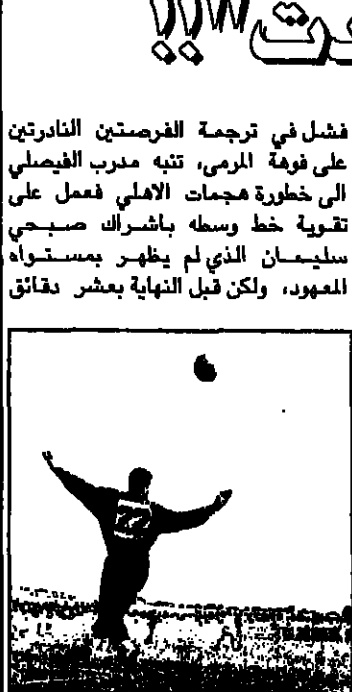 فشل في ترجمة الفرصتين النادرتين
على فوهة المرمى، تنبه مدرب الفيصلي
الى خطورة هجمات الاهلي فعمل على
تقوية خط وسطه باشراك صبحي
سليمان الذي لم يظهر بمستواه
المعهود، ولكن قبل النهاية بعشر دقائق
22